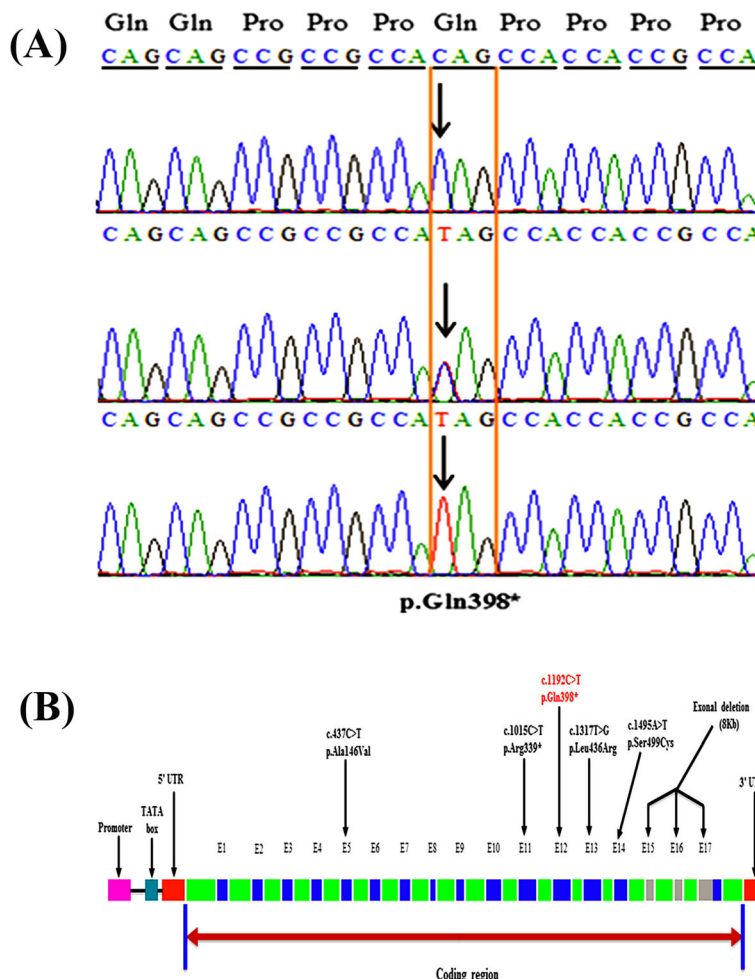 (A)
Gln Gln Pro Pro Pro Gln Pro Pro Pro Pro
CAG CAG CCG CCG CCA CAG CCA CCA CCG CCA
CAGCAGCCGCCGCCATAGCCACCACCGCCA
CAGCAGCCGCCGCCATAGCCACCACCGCCA
p.Gln398*
(B)
c.1192C>T
p.Gln398*
c.437C>T
p.Ala146Val
c.1015C>T
p.Arg339*
c.1317T>G
p.Leu436Arg
c.1495A>T
p.Ser499Cys
Exonal deletion
(8Kb)
5' UTR
3' U
TATA
box
Promoter
E1 E2 E3 E4 E5 E6 E7 E8 E9 E10 E11 E12 E13 E14 E15 E16 E17
Coding region